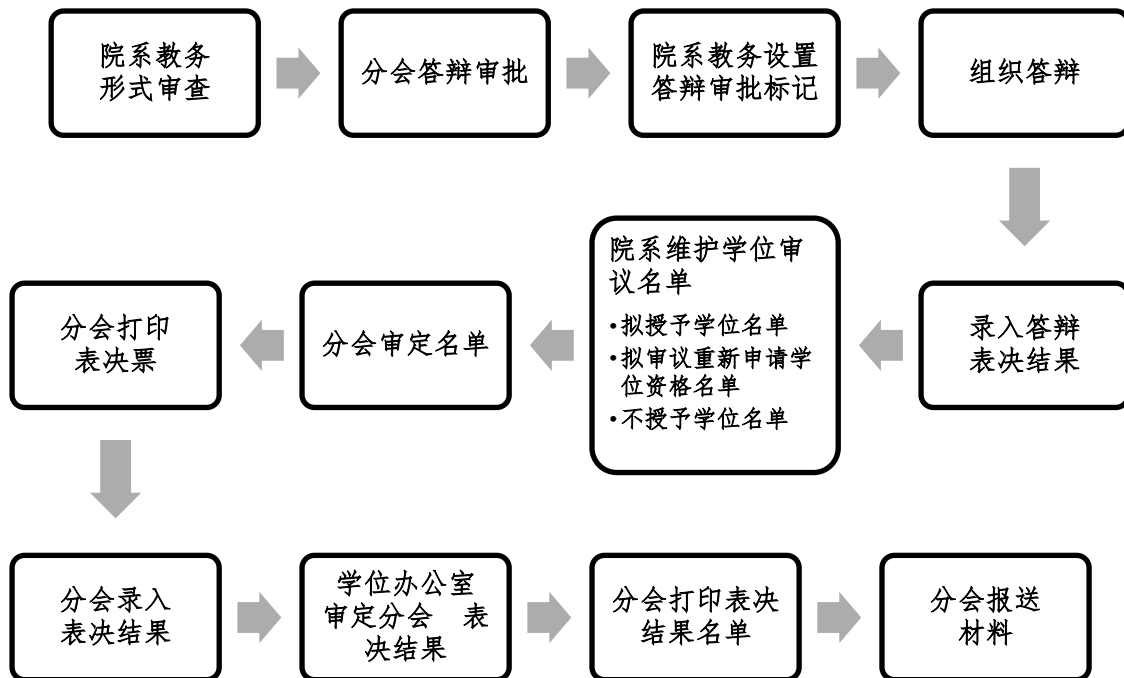 院系教务
形式审查
分会答辩审批
院系教务设置
答辩审批标记
组织答辩
录入答辩
表决结果
院系维护学位审
议名单
•拟授予学位名单
•拟审议重新申请学
位资格名单
•不授予学位名单
分会审定名单
分会打印
表决票
分会录入
表决结果
学位办公室
审定分会 表
决结果
分会打印表决
结果名单
分会报送
材料